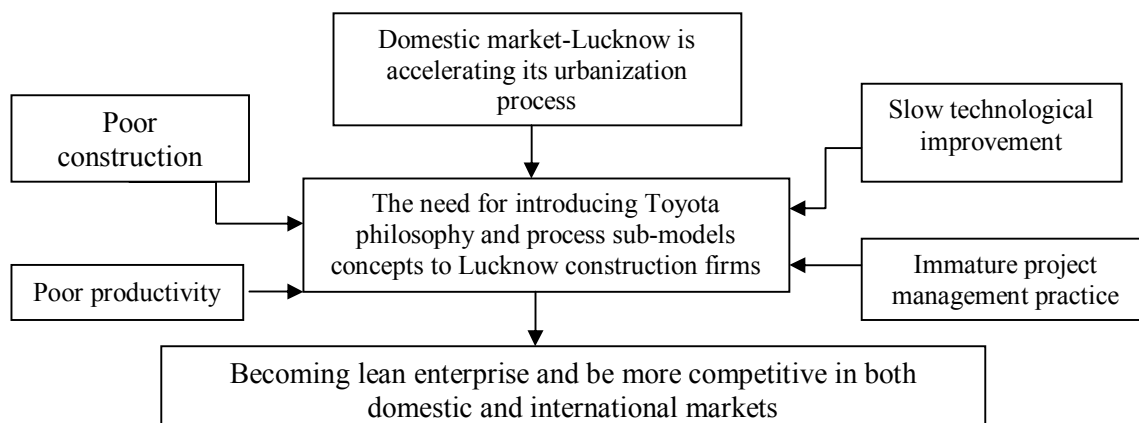 Domestic market-Lucknow is
accelerating its urbanization
process
Poor
construction
Slow technological
improvement
The need for introducing Toyota
philosophy and process sub-models
concepts to Lucknow construction firms
Poor productivity
Immature project
management practice
Becoming lean enterprise and be more competitive in both
domestic and international markets